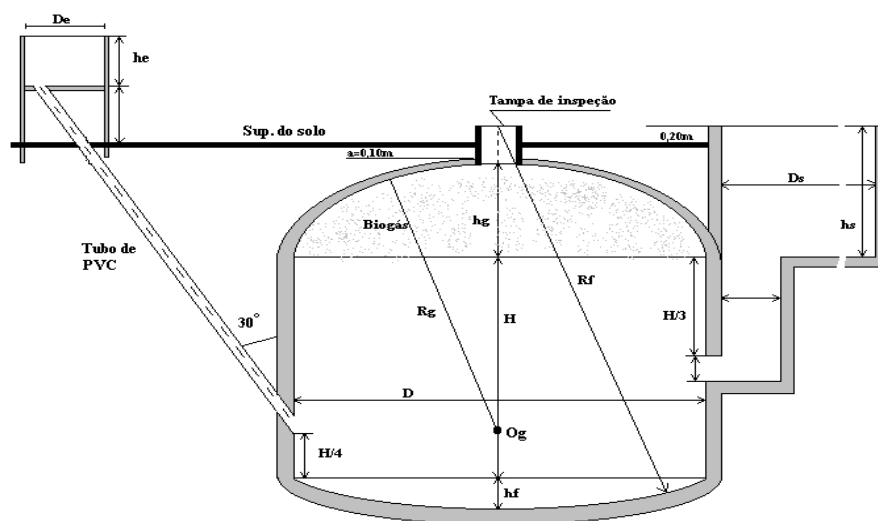 De
he
Tampa de inspeção
Sup. do solo
0,20m
a=0,10m
Ds
hs
Biogás
hg
Tubo de
PVC
Rf
Rg
H
H/3
30°
D
Og
H/4
hf